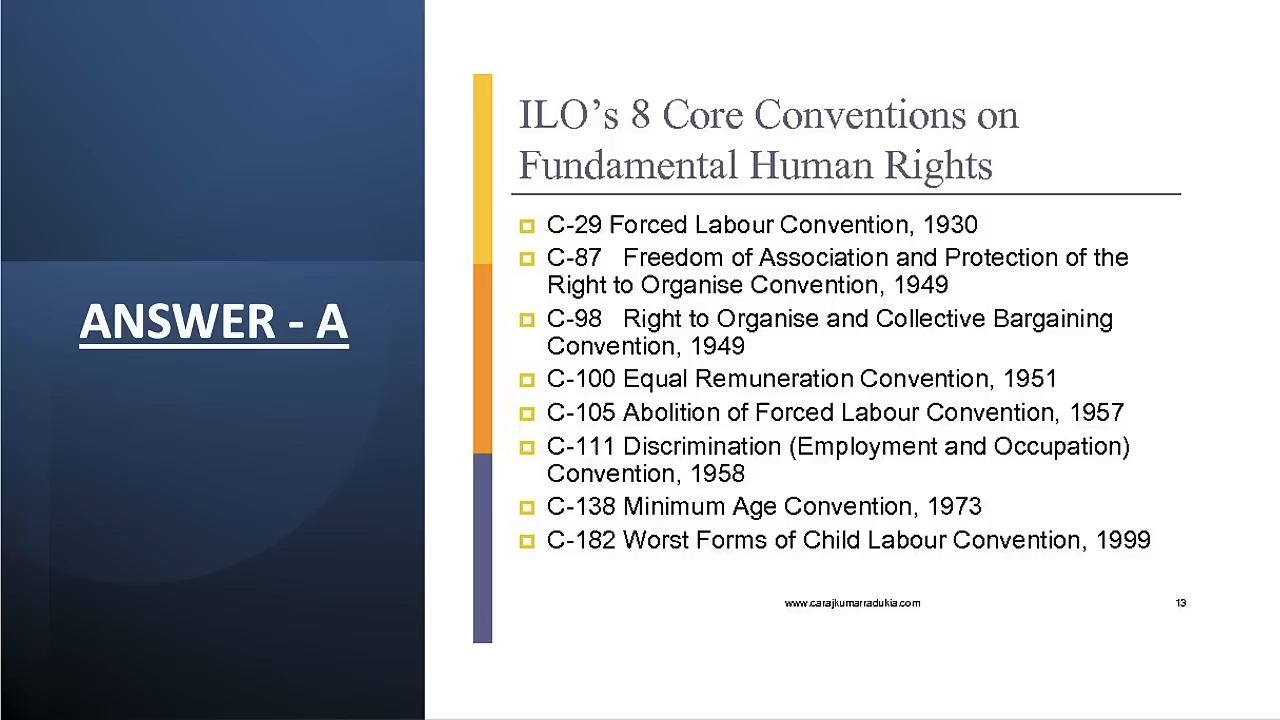 ANSWER - A
ILO’s 8 Core Conventions on
Fundamental Human Rights
C-29 Forced Labour Convention, 1930
C-87 Freedom of Association and Protection of the
Right to Organise Convention, 1949
C-98 Right to Organise and Collective Bargaining
Convention, 1949
C-100 Equal Remuneration Convention, 1951
C-105 Abolition of Forced Labour Convention, 1957
C-111 Discrimination (Employment and Occupation)
Convention, 1958
C-138 Minimum Age Convention, 1973
C-182 Worst Forms of Child Labour Convention, 1999
www.carajkumarradukia.com 13